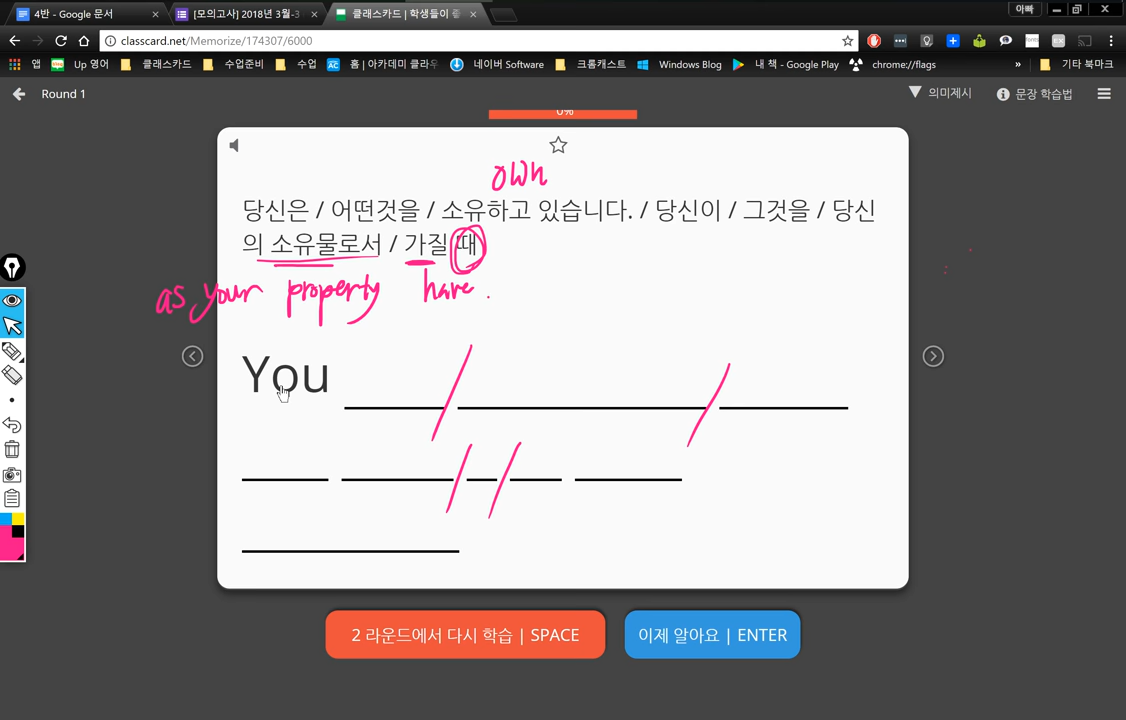 4반 - Google 문서
[모의고사] 2018년 3월-3
클래스카드 | 학생들이 좋
아빠
classcard.net/Memorize/174307/6000
앱 Up 영어 클래스카드 수업준비 수업 홈 | 아카데미 클라우 네이버 Software 크롬캐스트 Windows Blog 내 책 - Google Play chrome://flags » 기타 북마크
Round 1
의미제시
문장 학습법
0%
own
당신은 / 어떤것을 / 소유하고 있습니다. / 당신이 / 그것을 / 당신
의 소유물로서 / 가질 때
as your property have.
You
2 라운드에서 다시 학습 | SPACE
이제 알아요 | ENTER